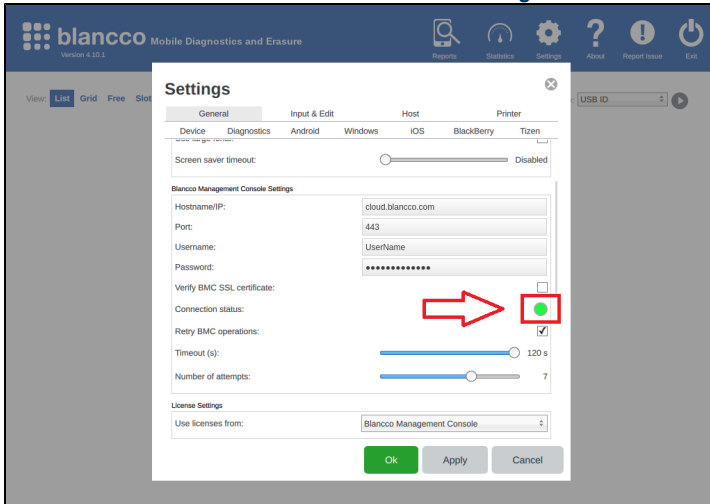 blancco Mobile Diagnostics and Erasure
Version 4.10.1
Reports Statistics Settings About Report Issue Exit
View: List Grid Free Slot
USB ID
Settings
General Input & Edit Host Printer
Device Diagnostics Android Windows iOS BlackBerry Tizen
Screen saver timeout: Disabled
Blancco Management Console Settings
Hostname/IP: cloud.blancco.com
Port: 443
Username: UserName
Password: •••••••••••••
Verify BMC SSL certificate:
Connection status:
Retry BMC operations:
Timeout (s): 120 s
Number of attempts: 7
License Settings
Use licenses from: Blancco Management Console
Ok Apply Cancel